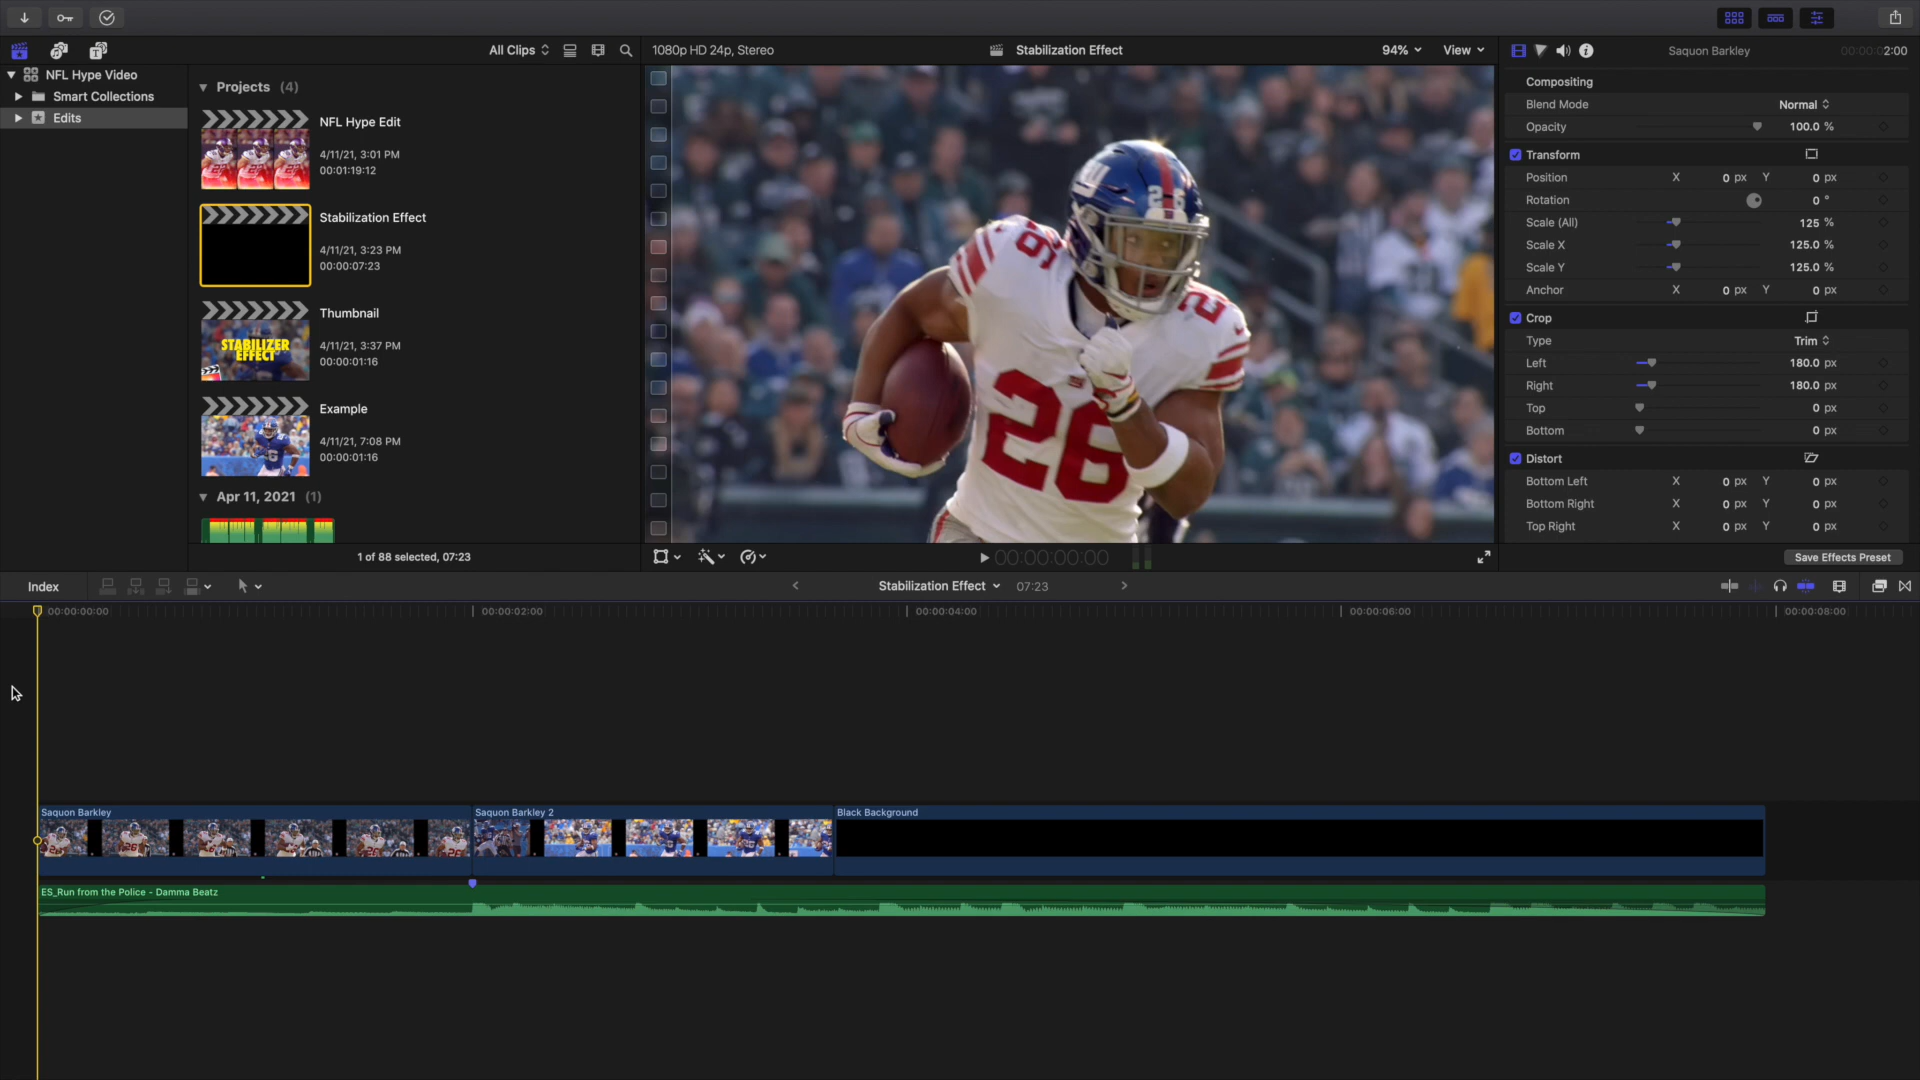 All Clips
1080p HD 24p, Stereo
Stabilization Effect
94%
View
Saquon Barkley
00:00:02:00
NFL Hype Video
Smart Collections
Edits
Projects (4)
NFL Hype Edit
4/11/21, 3:01 PM
00:01:19:12
Stabilization Effect
4/11/21, 3:23 PM
00:00:07:23
Thumbnail
4/11/21, 3:37 PM
00:00:01:16
STABILIZER
EFFECT
Example
4/11/21, 7:08 PM
00:00:01:16
Apr 11, 2021 (1)
1 of 88 selected, 07:23
26
26
2
26
Compositing
Blend Mode Normal
Opacity 100.0 %
Transform
Position X 0 px Y 0 px
Rotation 0 °
Scale (All) 125 %
Scale X 125.0 %
Scale Y 125.0 %
Anchor X 0 px Y 0 px
Crop
Type Trim
Left 180.0 px
Right 180.0 px
Top 0 px
Bottom 0 px
Distort
Bottom Left X 0 px Y 0 px
Bottom Right X 0 px Y 0 px
Top Right X 0 px Y 0 px
Save Effects Preset
00:00:00:00
Index
Stabilization Effect 07:23
00:00:00:00 00:00:02:00 00:00:04:00 00:00:06:00 00:00:08:00
Saquon Barkley
Saquon Barkley 2
Black Background
ES_Run from the Police - Damma Beatz